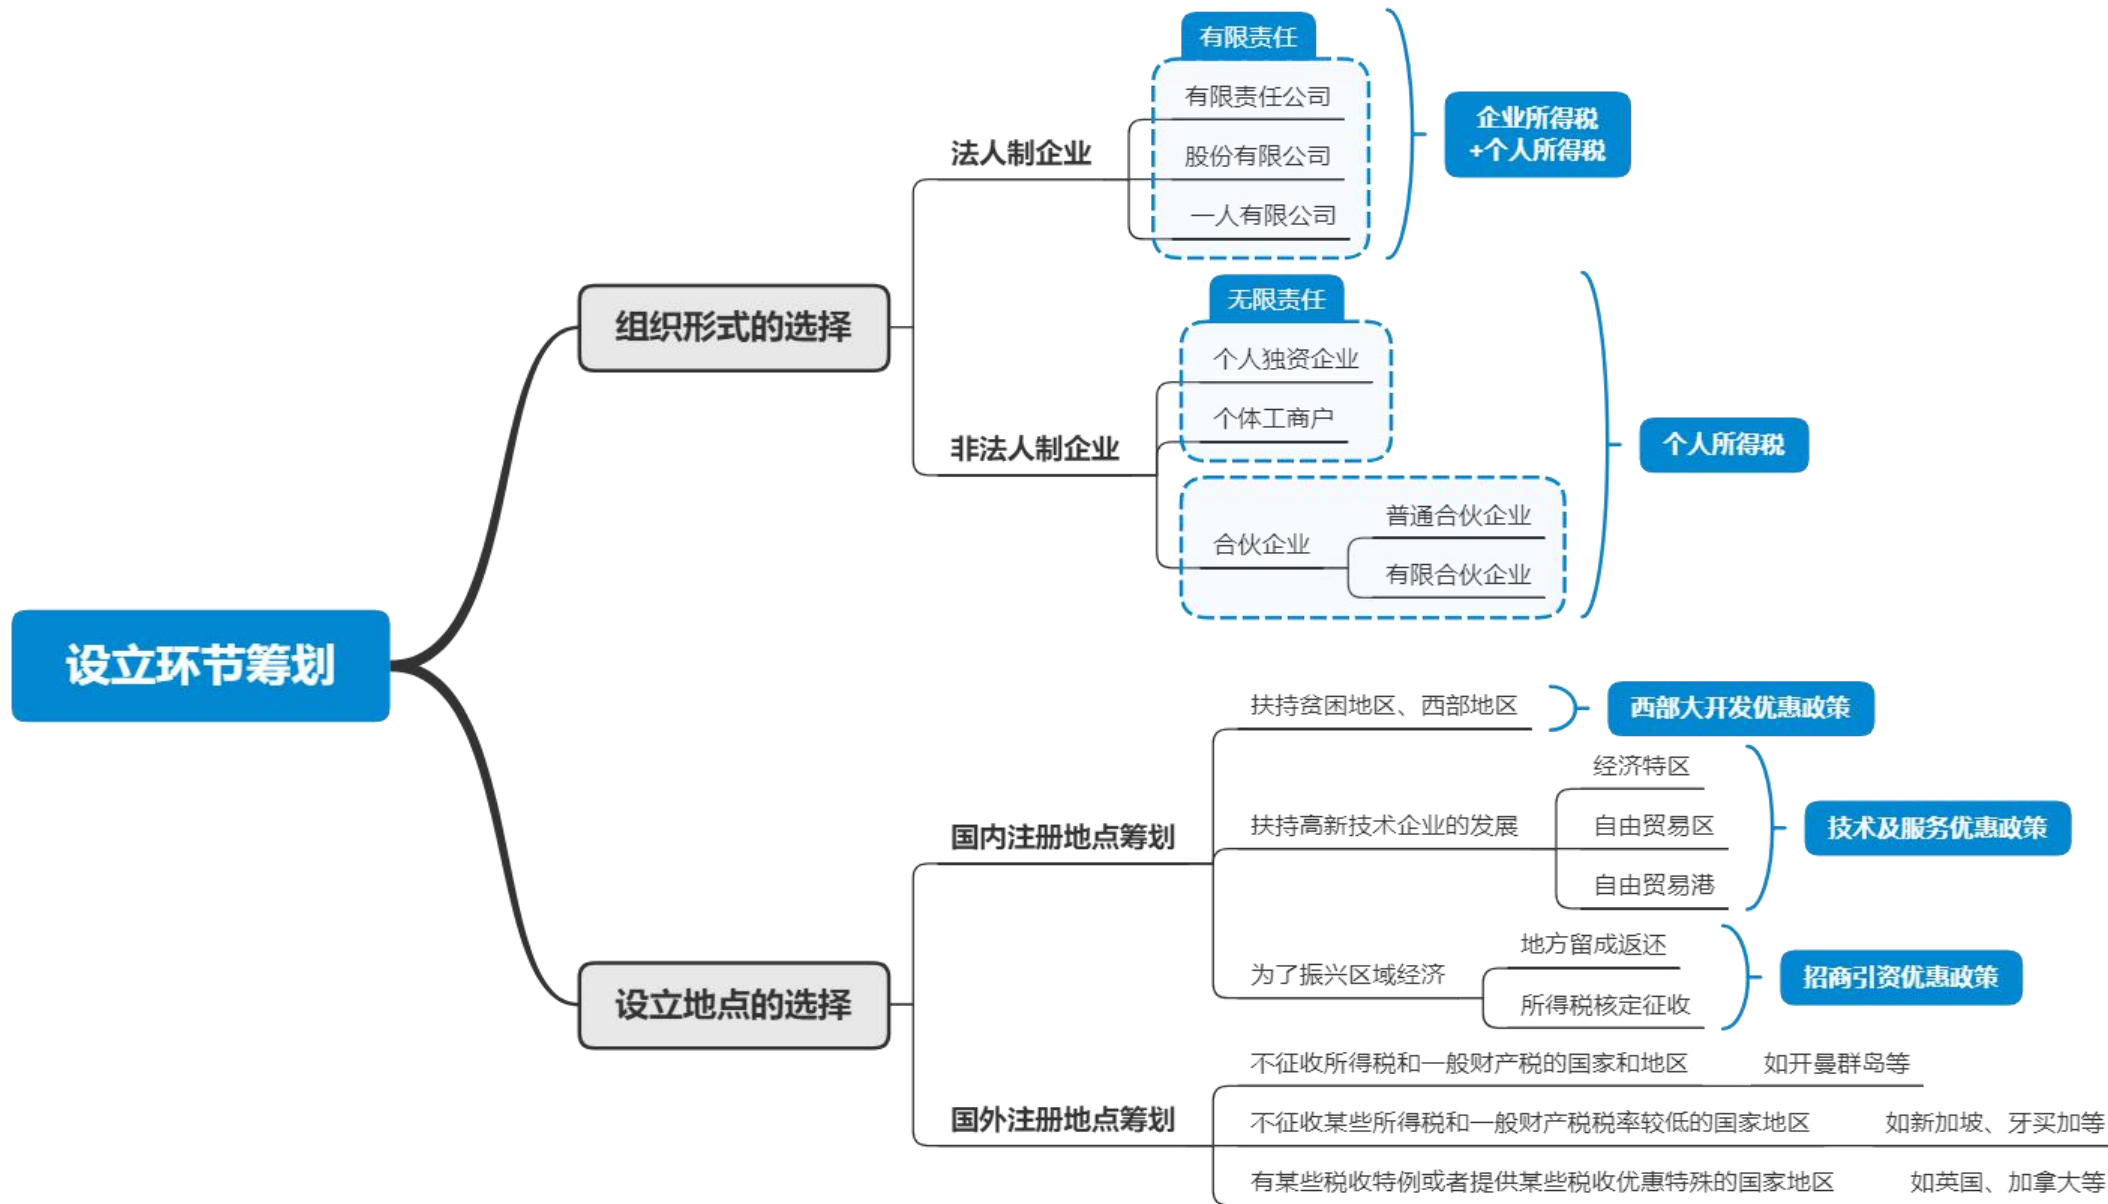 设立环节筹划
组织形式的选择
法人制企业
有限责任
有限责任公司
股份有限公司
一人有限公司
企业所得税
+个人所得税
非法人制企业
无限责任
个人独资企业
个体工商户
合伙企业
普通合伙企业
有限合伙企业
个人所得税
设立地点的选择
国内注册地点筹划
扶持贫困地区、西部地区
西部大开发优惠政策
扶持高新技术企业的发展
经济特区
自由贸易区
自由贸易港
技术及服务优惠政策
为了振兴区域经济
地方留成返还
所得税核定征收
招商引资优惠政策
国外注册地点筹划
不征收所得税和一般财产税的国家和地区
如开曼群岛等
不征收某些所得税和一般财产税税率较低的国家地区
如新加坡、牙买加等
有某些税收特例或者提供某些税收优惠特殊的国家地区
如英国、加拿大等